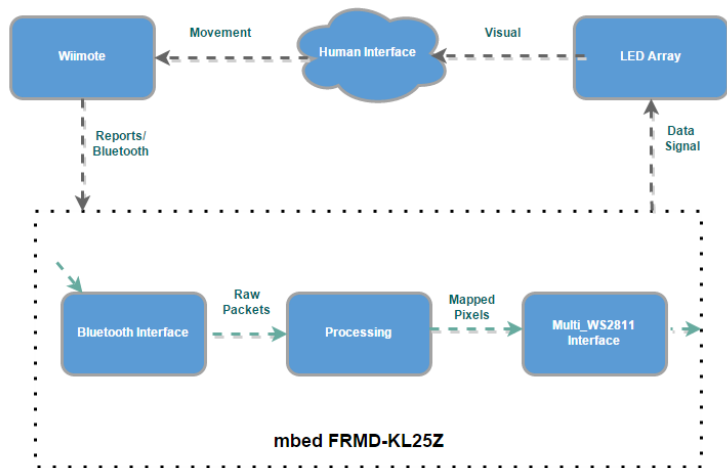 Movement
Visual
Wiimote
Human Interface
LED Array
Reports/
Bluetooth
Data
Signal
Raw
Packets
Mapped
Pixels
Bluetooth Interface
Processing
Multi_WS2811
Interface
mbed FRMD-KL25Z